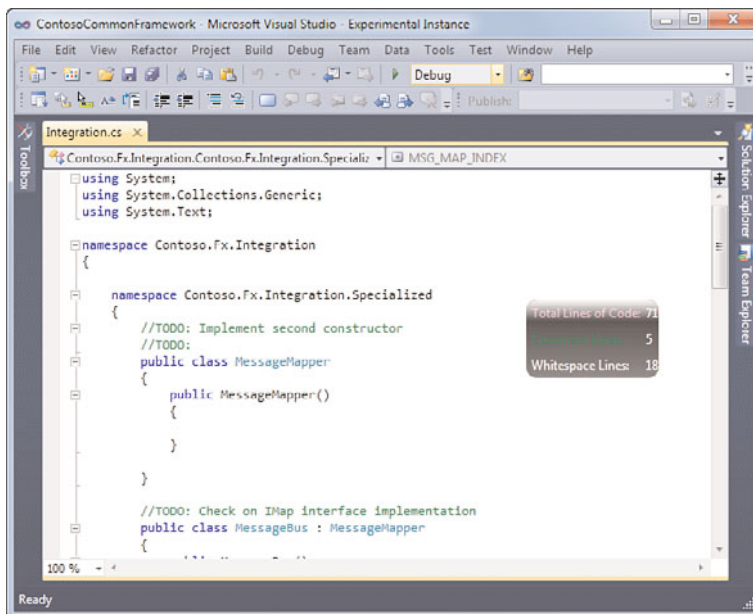 ContosoCommonFramework - Microsoft Visual Studio - Experimental Instance
File Edit View Refactor Project Build Debug Team Data Tools Test Window Help
Debug
Publish:
Toolbox
Integration.cs
Contoso.Fx.Integration.Contoso.Fx.Integration.Specializ
MSG_MAP_INDEX
using System;
using System.Collections.Generic;
using System.Text;
namespace Contoso.Fx.Integration
{
namespace Contoso.Fx.Integration.Specialized
{
//TODO: Implement second constructor
//TODO:
public class MessageMapper
{
public MessageMapper()
{
}
}
//TODO: Check on IMap interface implementation
public class MessageBus : MessageMapper
{
Total Lines of Code: 71
5
Whitespace Lines: 18
Solution Explorer
Team Explorer
100 %
Ready